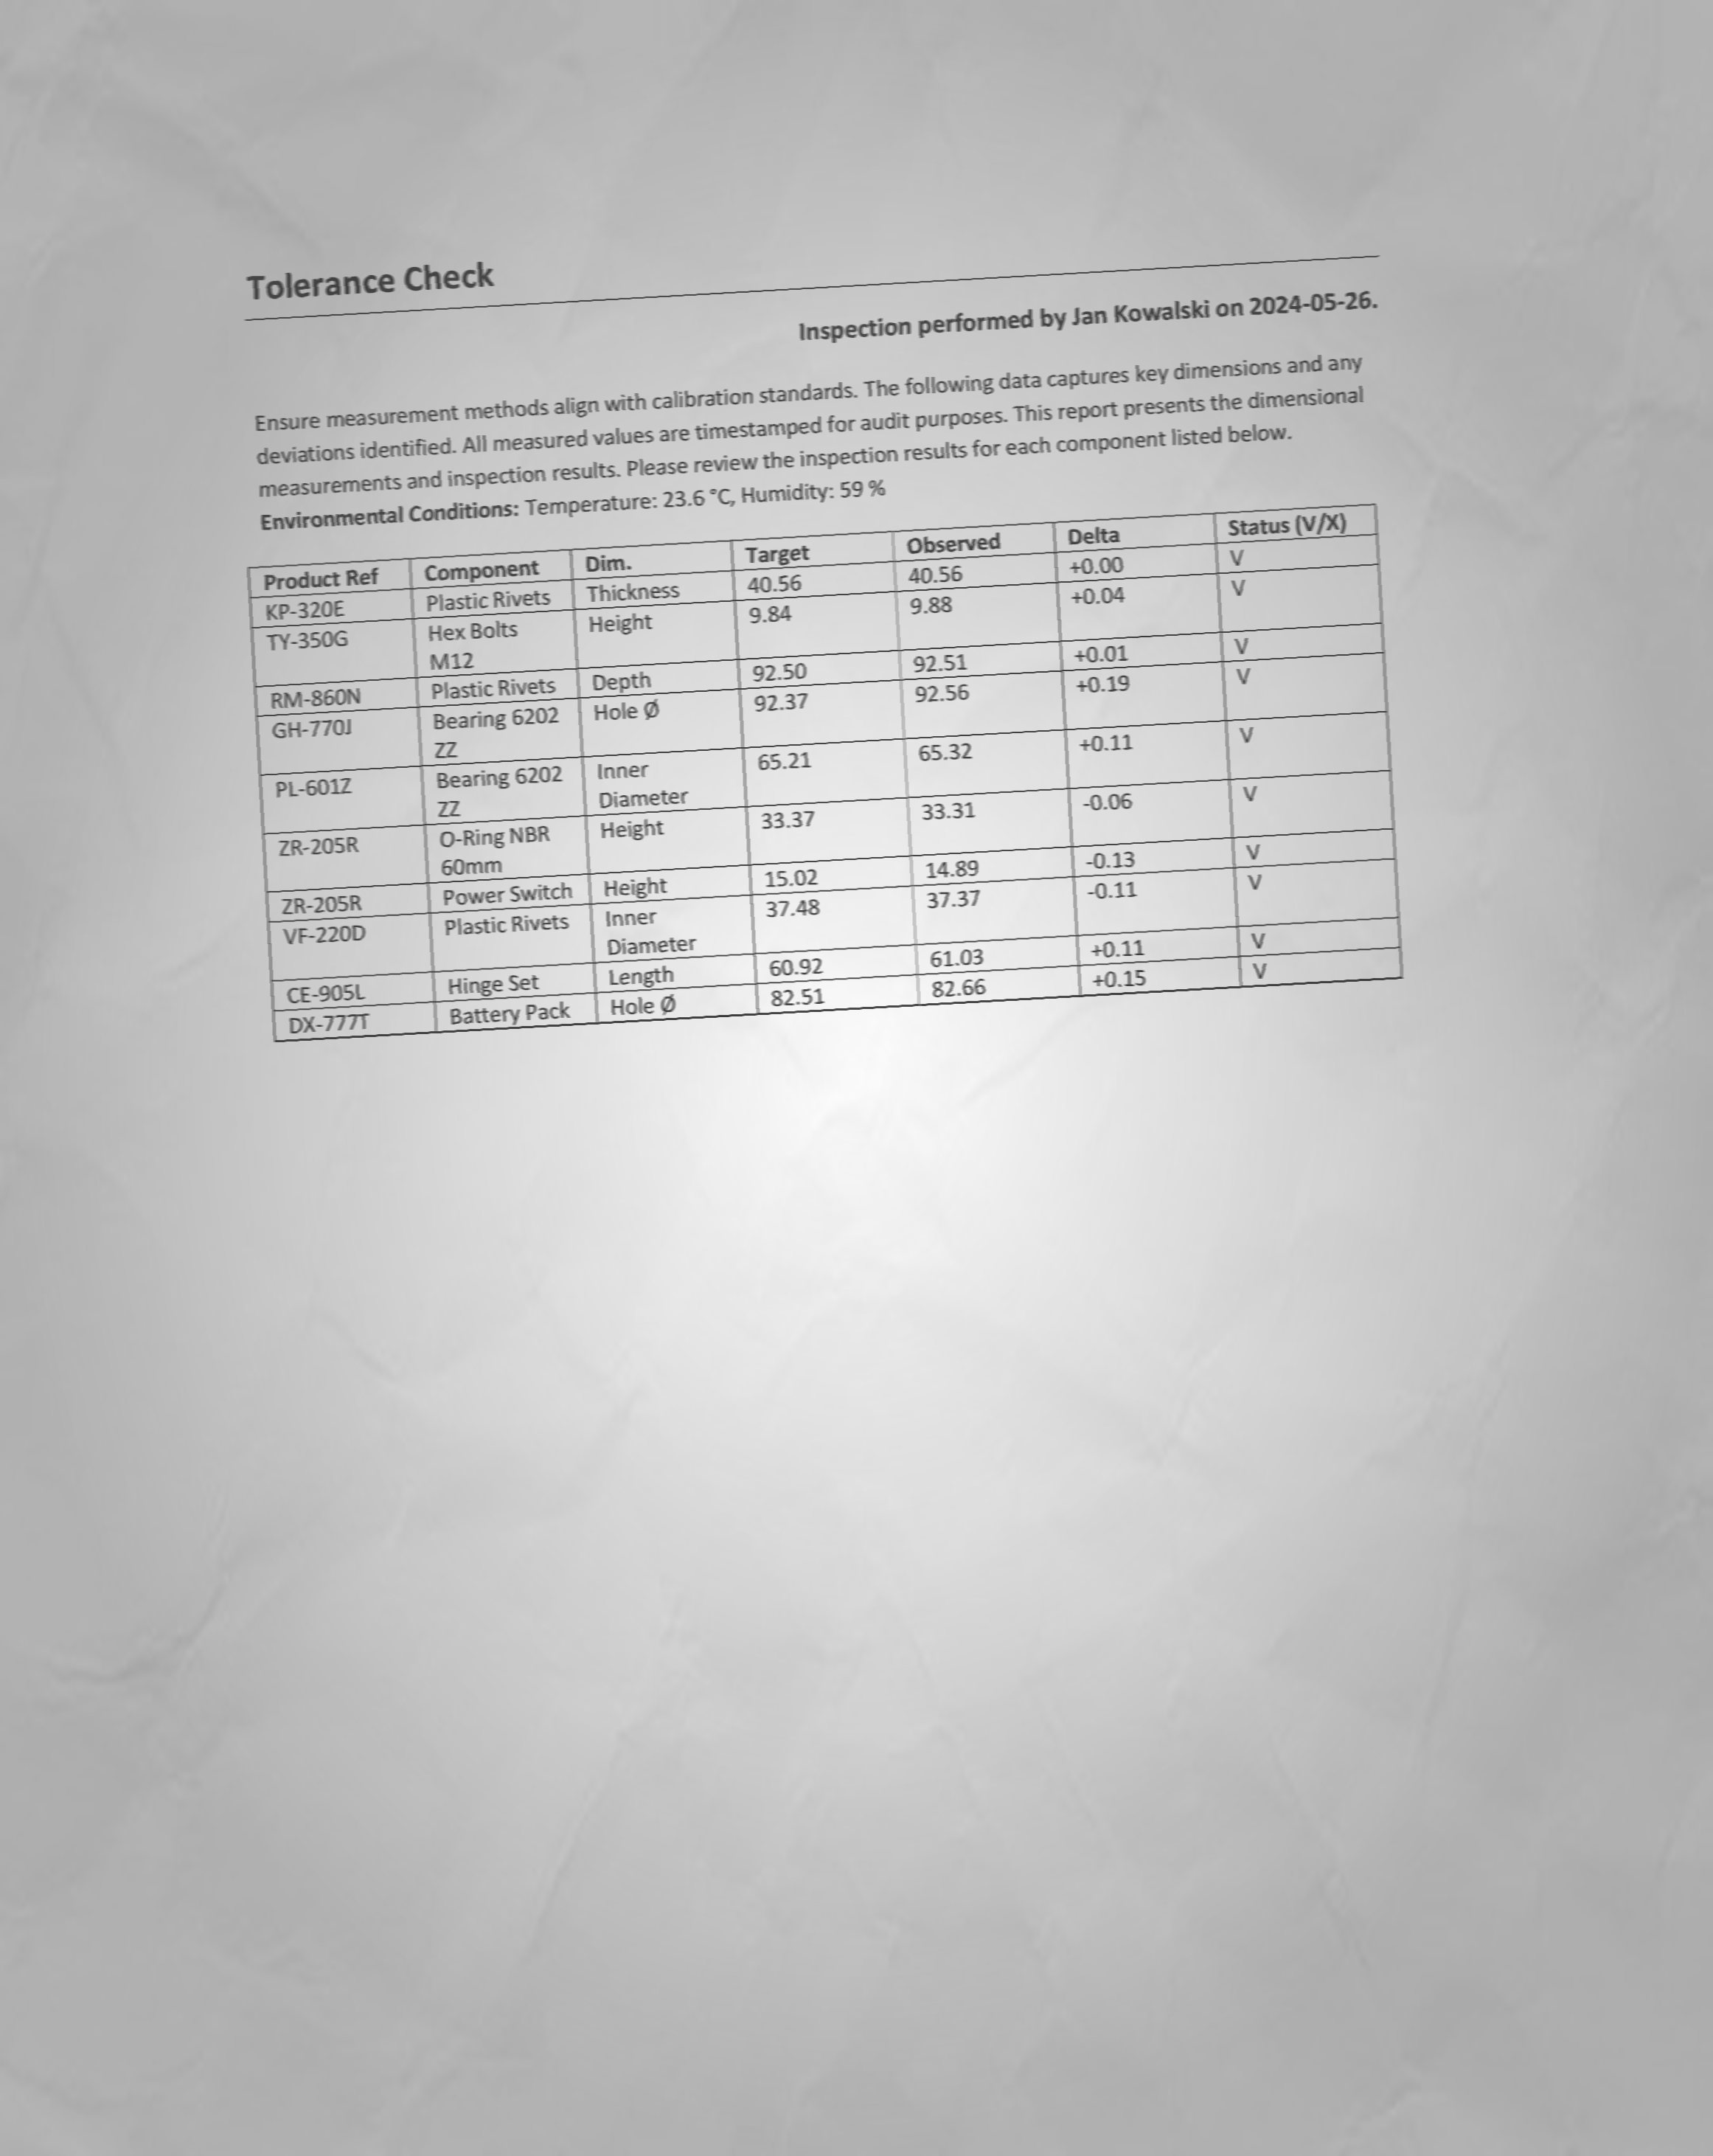 Tolerance Check
Inspection performed by Jan Kowalski on 2024-05-26.
Ensure measurement methods align with calibration standards. The following data captures key dimensions and any
deviations identified. All measured values are timestamped for audit purposes. This report presents the dimensional
measurements and inspection results. Please review the inspection results for each component listed below.
Environmental Conditions: Temperature: 23.6 °C, Humidity: 59 %
Product Ref Component Dim. Target Observed Delta Status (V/X)
KP-320E Plastic Rivets Thickness 40.56 40.56 +0.00 V
TY-350G Hex Bolts Height 9.84 9.88 +0.04 V
M12
RM-860N Plastic Rivets Depth 92.50 92.51 +0.01 V
GH-770J Bearing 6202 Hole Ø 92.37 92.56 +0.19 V
ZZ
PL-601Z Bearing 6202 Inner 65.21 65.32 +0.11 V
ZZ Diameter
ZR-205R O-Ring NBR Height 33.37 33.31 -0.06 V
60mm
ZR-205R Power Switch Height 15.02 14.89 -0.13 V
VF-220D Plastic Rivets Inner 37.48 37.37 -0.11 V
Diameter
CE-905L Hinge Set Length 60.92 61.03 +0.11 V
DX-777T Battery Pack Hole Ø 82.51 82.66 +0.15 V